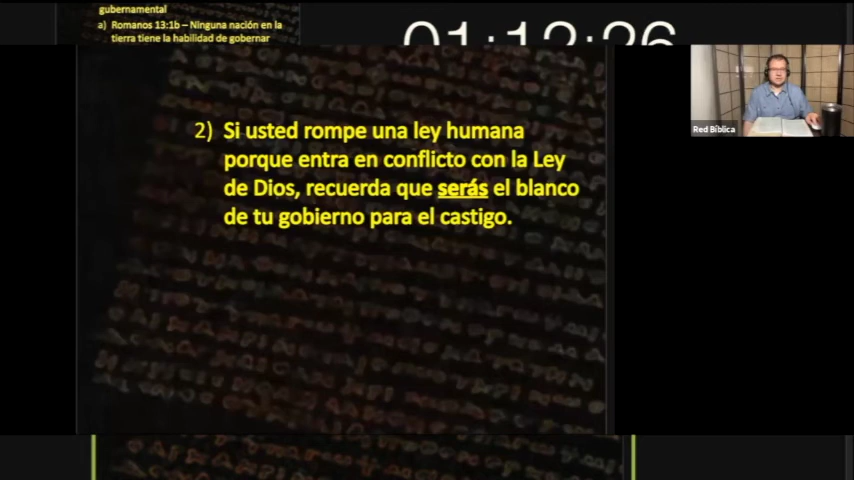 gubernamental
a) Romanos 13:1b – Ninguna nación en la
tierra tiene la habilidad de gobernar
01:12:26
2) Si usted rompe una ley humana
porque entra en conflicto con la Ley
de Dios, recuerda que serás el blanco
de tu gobierno para el castigo.
Red Bíblica